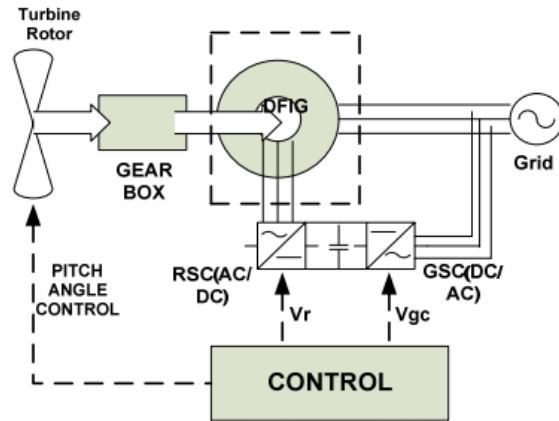 Turbine
Rotor
DFIG
GEAR
BOX
Grid
RSC(AC/
DC)
GSC(DC/
AC)
PITCH
ANGLE
CONTROL
Vr
Vgc
CONTROL